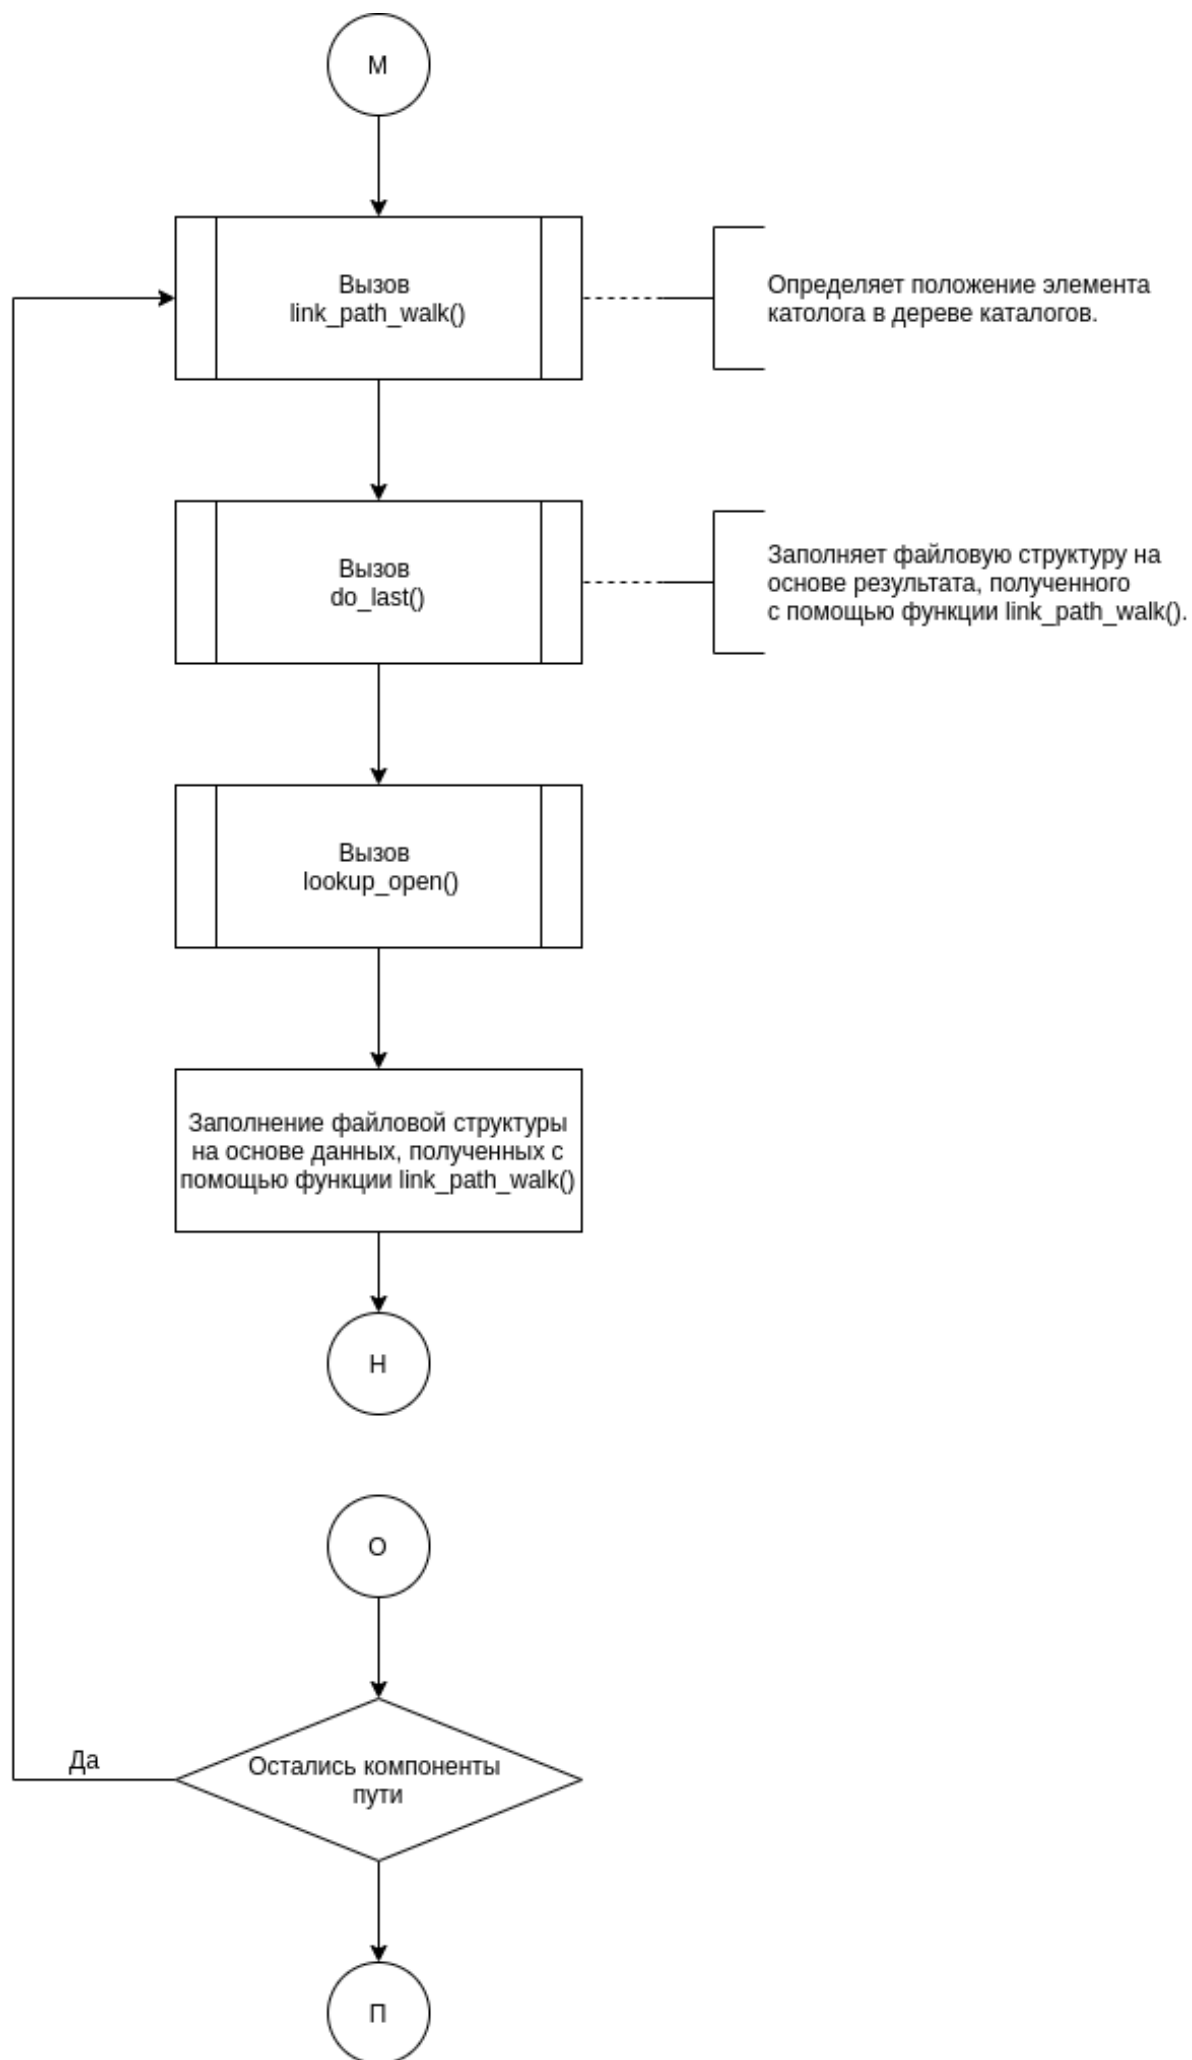 М
Вызов
link_path_walk()
Определяет положение элемента
католога в дереве каталогов.
Вызов
do_last()
Заполняет файловую структуру на
основе результата, полученного
с помощью функции link_path_walk().
Вызов
lookup_open()
Заполнение файловой структуры
на основе данных, полученных с
помощью функции link_path_walk()
Н
О
Да
Остались компоненты
пути
П